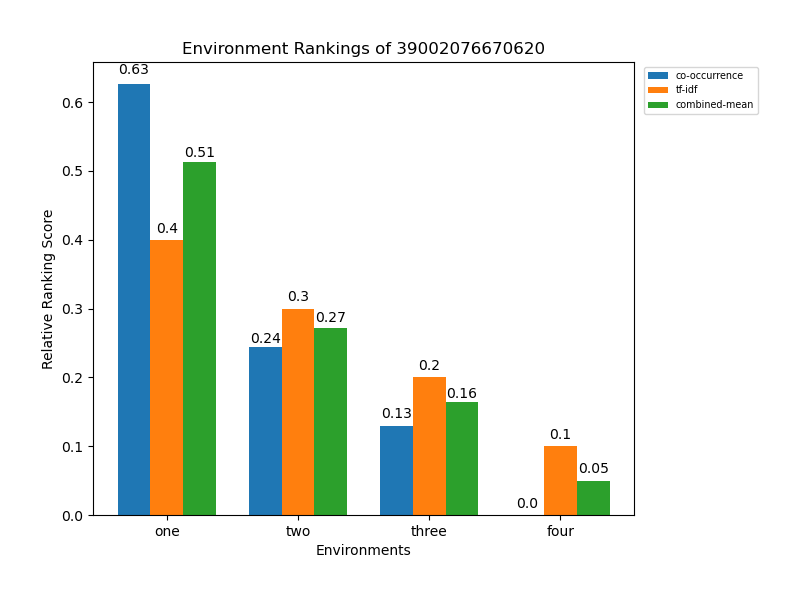 Environment Rankings of 39002076670620
co-occurrence
tf-idf
combined-mean
Relative Ranking Score
0.6
0.5
0.4
0.3
0.2
0.1
0.0
0.63
0.4
0.51
0.24
0.3
0.27
0.13
0.2
0.16
0.0
0.1
0.05
one two three four
Environments